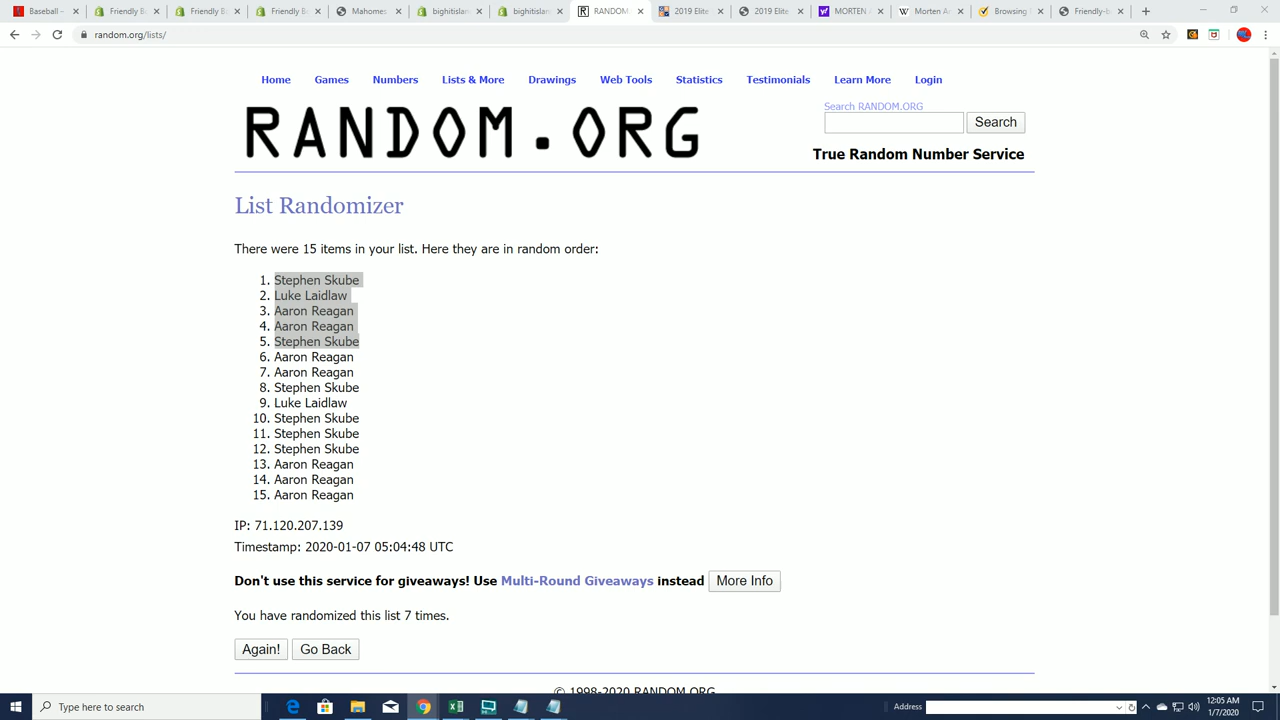 Baseball -
Friendly B
Friendly B
Friendly B
Mahomes
bightislan
bightislan
RANDOM
2019 Elite
2019 Elite
MORTEN A
Morten An
Browsing
Friendly-b
random.org/lists/
Home Games Numbers Lists & More Drawings Web Tools Statistics Testimonials Learn More Login
RANDOM.ORG
Search RANDOM.ORG
Search
True Random Number Service
List Randomizer
There were 15 items in your list. Here they are in random order:
1. Stephen Skube
2. Luke Laidlaw
3. Aaron Reagan
4. Aaron Reagan
5. Stephen Skube
6. Aaron Reagan
7. Aaron Reagan
8. Stephen Skube
9. Luke Laidlaw
10. Stephen Skube
11. Stephen Skube
12. Stephen Skube
13. Aaron Reagan
14. Aaron Reagan
15. Aaron Reagan
IP: 71.120.207.139
Timestamp: 2020-01-07 05:04:48 UTC
Don't use this service for giveaways! Use Multi-Round Giveaways instead More Info
You have randomized this list 7 times.
Again! Go Back
© 1998-2020 RANDOM.ORG
Type here to search
Address
12:05 AM
1/7/2020